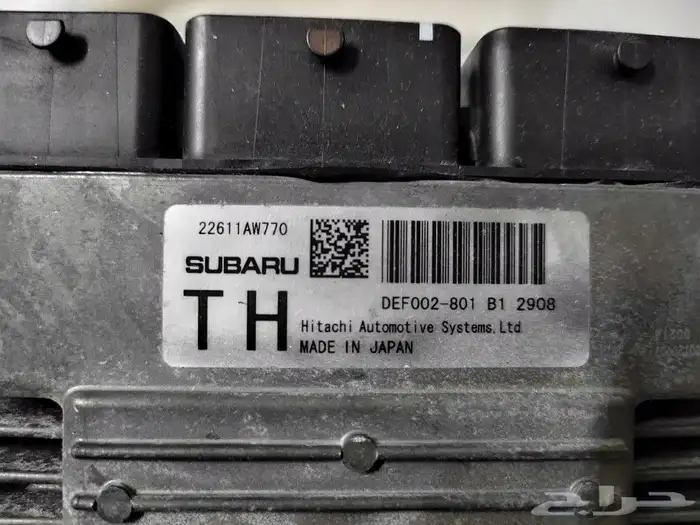 22611AW770
SUBARU
TH
DEF002-801 B1 2908
Hitachi Automotive Systems,Ltd
MADE IN JAPAN
حراج